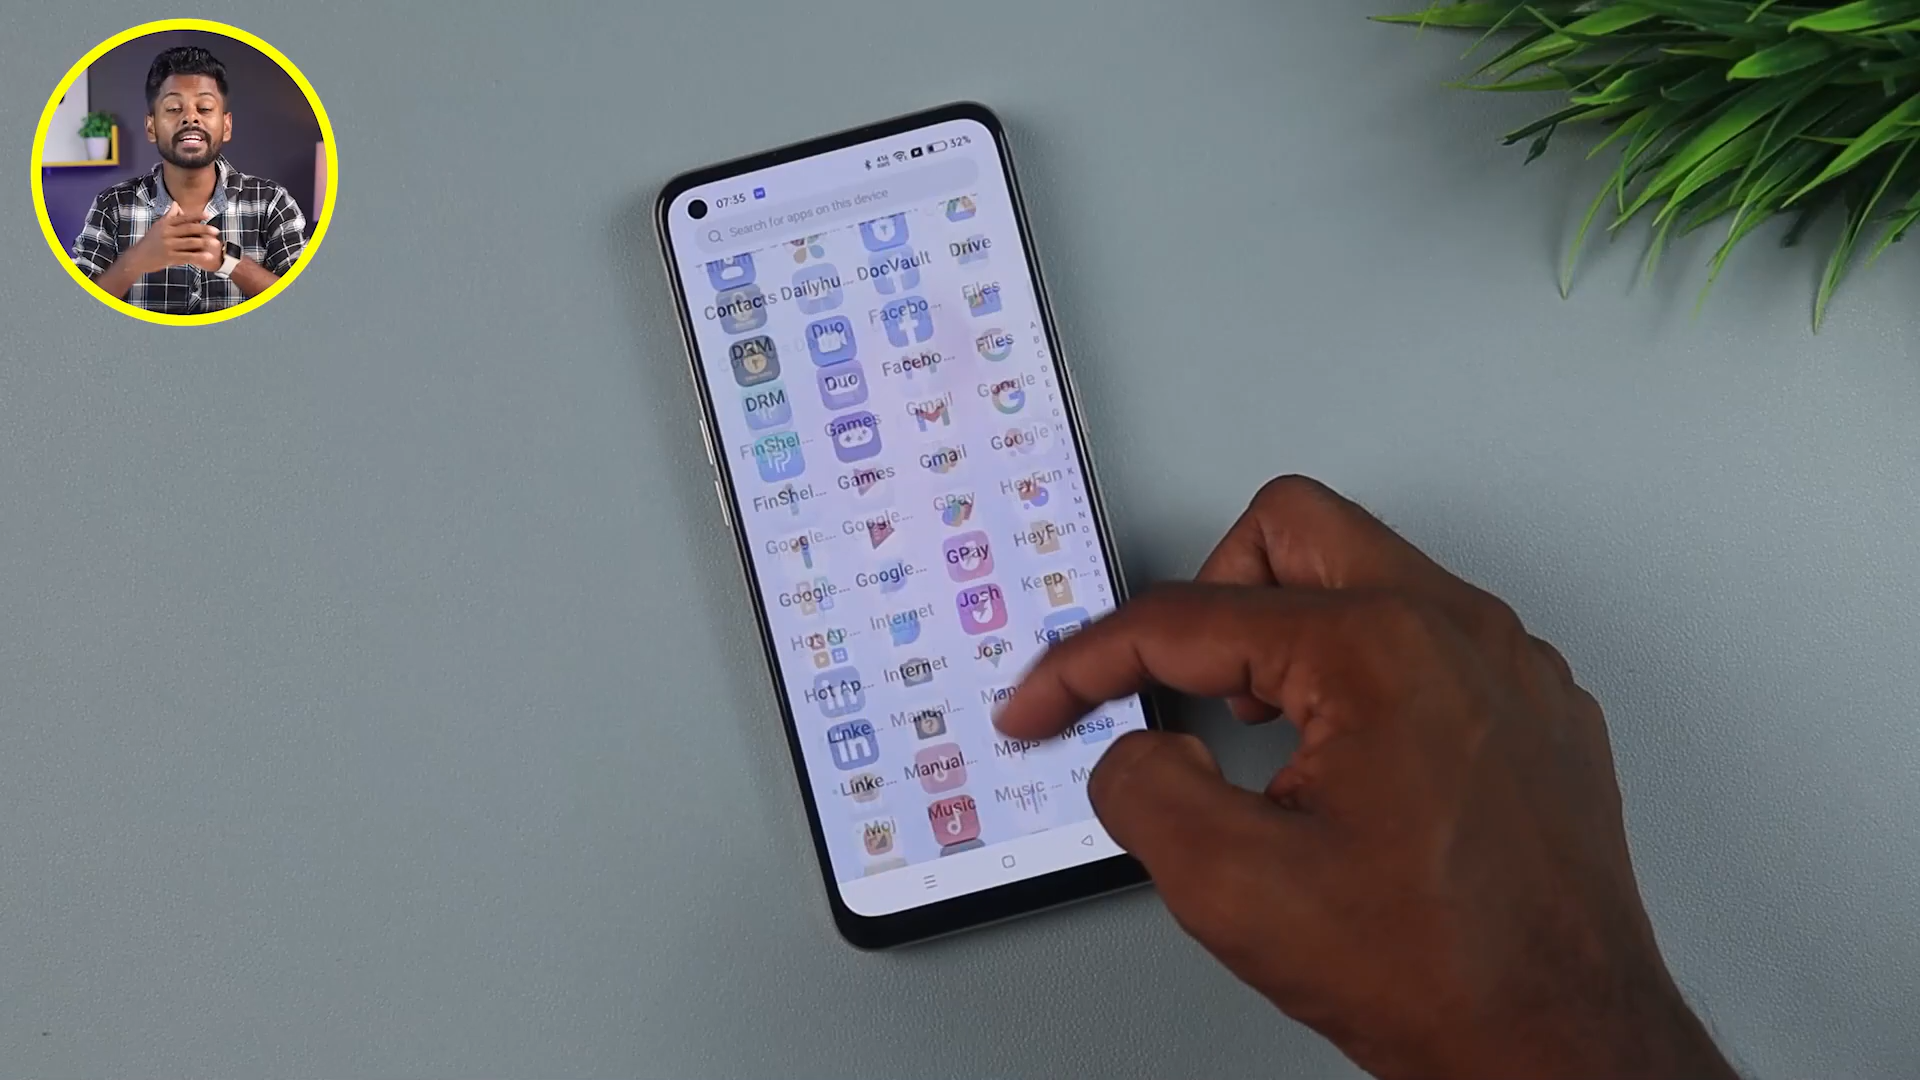 07:35
32%
Search for apps on this device
Contacts Dailyhu... DocVault Drive
DRM Duo Facebo... Files
DRM Duo Facebo... Files
FinShel... Games Gmail Google
FinShel... Games Gmail Google
Google... Google... GPay HeyFun
Google... Google... GPay HeyFun
Hot Ap... Internet Josh Keep n...
Hot Ap... Internet Josh
Linke... Manual...
Linke... Manual... Maps Messa...
Moj Music Music ...